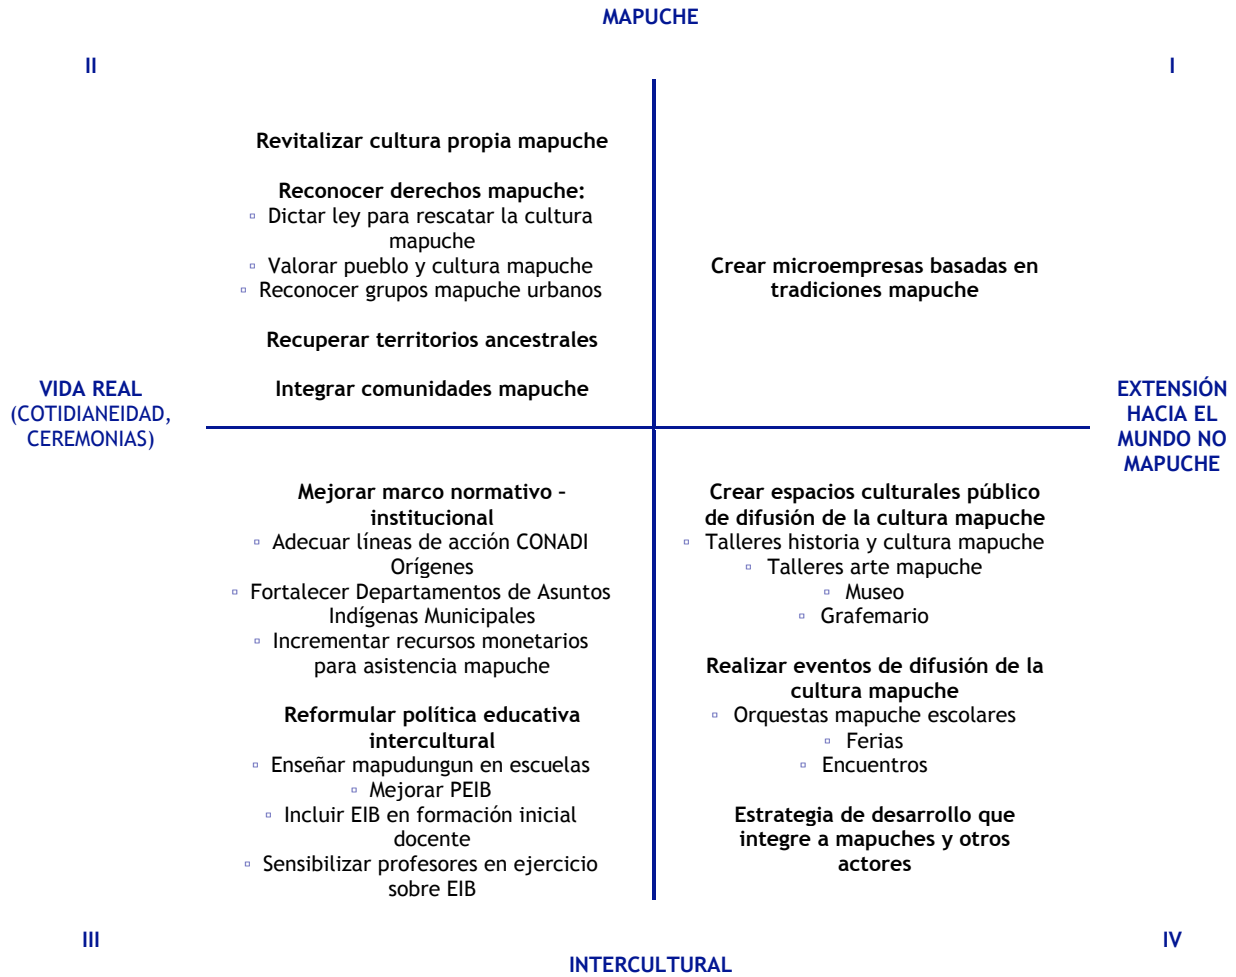 MAPUCHE
II
I
Revitalizar cultura propia mapuche
Reconocer derechos mapuche:
▫ Dictar ley para rescatar la cultura
mapuche
▫ Valorar pueblo y cultura mapuche
▫ Reconocer grupos mapuche urbanos
Recuperar territorios ancestrales
Integrar comunidades mapuche
Crear microempresas basadas en
tradiciones mapuche
VIDA REAL
(COTIDIANEIDAD,
CEREMONIAS)
EXTENSIÓN
HACIA EL
MUNDO NO
MAPUCHE
Mejorar marco normativo –
institucional
▫ Adecuar líneas de acción CONADI
Orígenes
▫ Fortalecer Departamentos de Asuntos
Indígenas Municipales
▫ Incrementar recursos monetarios
para asistencia mapuche
Reformular política educativa
intercultural
▫ Enseñar mapudungun en escuelas
▫ Mejorar PEIB
▫ Incluir EIB en formación inicial
docente
▫ Sensibilizar profesores en ejercicio
sobre EIB
Crear espacios culturales público
de difusión de la cultura mapuche
▫ Talleres historia y cultura mapuche
▫ Talleres arte mapuche
▫ Museo
▫ Grafemario
Realizar eventos de difusión de la
cultura mapuche
▫ Orquestas mapuche escolares
▫ Ferias
▫ Encuentros
Estrategia de desarrollo que
integre a mapuches y otros
actores
III
IV
INTERCULTURAL